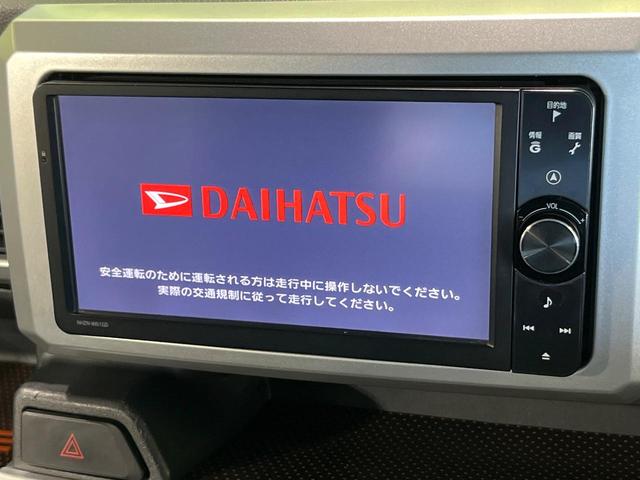 DAIHATSU
安全運転のために運転される方は走行中に操作しないでください。
実際の交通規制に従って走行してください。
目的地
情報
画質
G
VOL
+